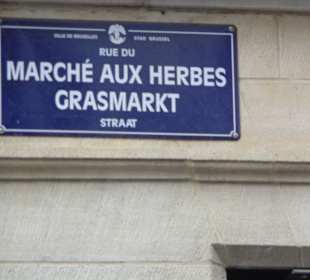 VILLE DE BRUXELLES STAD BRUSSEL
RUE DU
MARCHÉ AUX HERBES
GRASMARKT
STRAAT